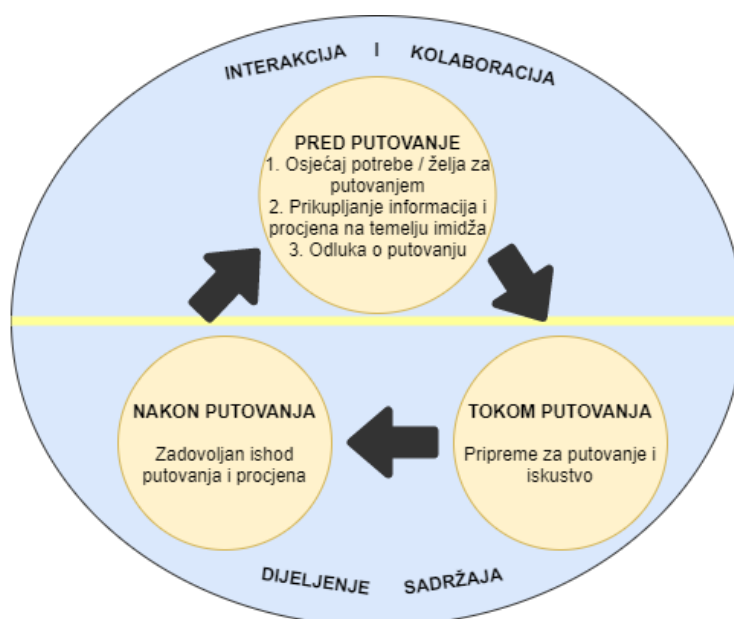 INTERAKCIJA I KOLABORACIJA
PRED PUTOVANJE
1. Osjećaj potrebe / želja za
putovanjem
2. Prikupljanje informacija i
procjena na temelju imidža
3. Odluka o putovanju
NAKON PUTOVANJA
Zadovoljan ishod
putovanja i procjena
TOKOM PUTOVANJA
Pripreme za putovanje i
iskustvo
DIJELJENJE SADRŽAJA